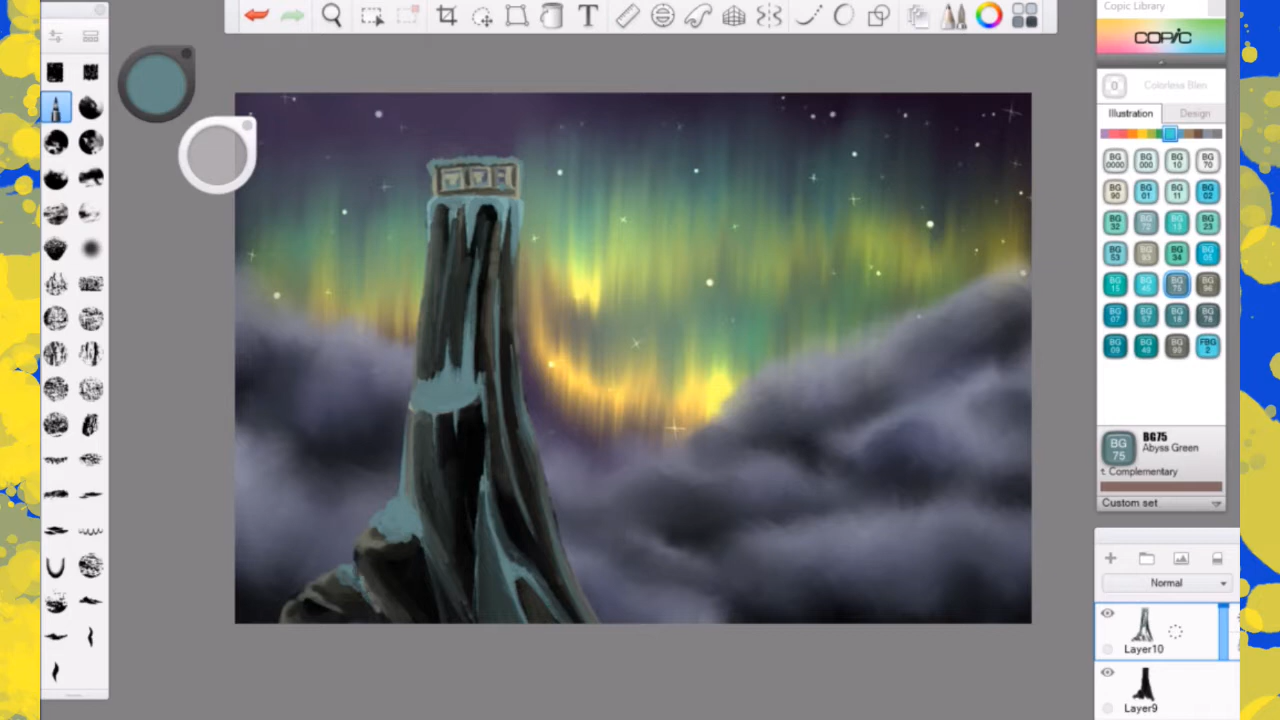 Copic Library
COPIC
0 Colorless Blen
Illustration Design
BG 0000 BG 000 BG 10 BG 70
BG 90 BG 01 BG 11 BG 02
BG 32 BG 72 BG 13 BG 23
BG 53 BG 93 BG 34 BG 05
BG 15 BG 45 BG 75 BG 96
BG 07 BG 57 BG 18 BG 78
BG 09 BG 49 BG 99 FBG 2
BG 75 BG75
Abyss Green
t. Complementary
Custom set
Normal
Layer10
Layer9